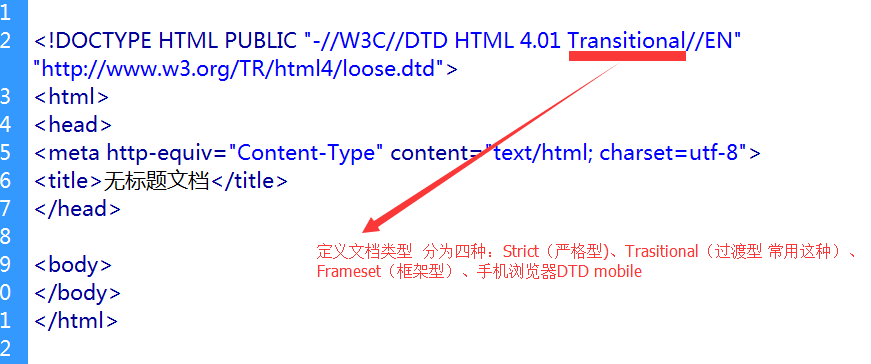 1
2 <!DOCTYPE HTML PUBLIC "-//W3C//DTD HTML 4.01 Transitional//EN"
"http://www.w3.org/TR/html4/loose.dtd">
3 <html>
4 <head>
5 <meta http-equiv="Content-Type" content="text/html; charset=utf-8">
6 <title>无标题文档</title>
7 </head>
8
9 <body>
0 </body>
1 </html>
2
定义文档类型 分为四种：Strict（严格型)、Trasitional（过渡型 常用这种）、
Frameset（框架型）、手机浏览器DTD mobile